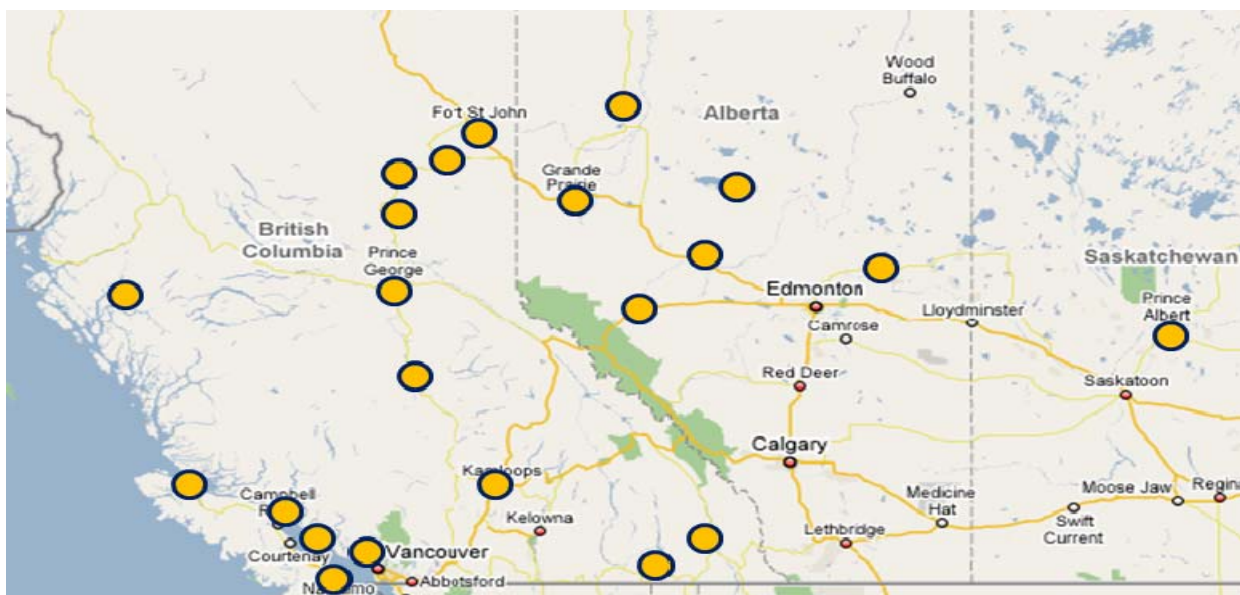 Wood
Buffalo
Fort St John
Alberta
Grande
Prairie
British
Columbia
Prince
George
Saskatchewan
Edmonton
Prince
Albert
Lloydminster
Camrose
Red Deer
Saskatoon
Calgary
Kamloops
Campbell
Medicine
Hat
Moose Jaw
Regina
Kelowna
Lethbridge
Swift
Current
Courtenay
Vancouver
Abbotsford